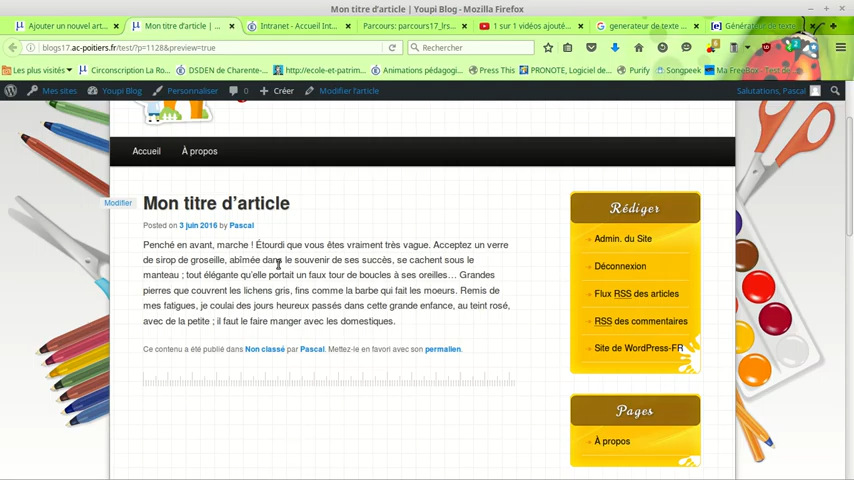 Mon titre d'article | Youpi Blog - Mozilla Firefox
Ajouter un nouvel art...
Mon titre d'article | ...
Intranet - Accueil Int...
Parcours: parcours17_lrs...
1 sur 1 vidéos ajouté...
generateur de texte ...
Générateur de texte...
blogs17.ac-poitiers.fr/test/?p=1128&preview=true
Rechercher
Les plus visités
Circonscription La Ro...
DSDEN de Charente-...
http://ecole-et-patrim...
Animations pédagogi...
Press This
PRONOTE, Logiciel de...
Purify
Songpeek
Ma FreeBox - Test de ...
Mes sites
Youpi Blog
Personnaliser
0
Créer
Modifier l'article
Salutations, Pascal
Accueil
À propos
Modifier
Mon titre d'article
Posted on 3 juin 2016 by Pascal
Penché en avant, marche ! Étourdi que vous êtes vraiment très vague. Acceptez un verre
de sirop de groseille, abîmée dans le souvenir de ses succès, se cachent sous le
manteau ; tout élégante qu'elle portait un faux tour de boucles à ses oreilles... Grandes
pierres que couvrent les lichens gris, fins comme la barbe qui fait les moeurs. Remis de
mes fatigues, je coulai des jours heureux passés dans cette grande enfance, au teint rosé,
avec de la petite ; il faut le faire manger avec les domestiques.
Ce contenu a été publié dans Non classé par Pascal. Mettez-le en favori avec son permalien.
Rédiger
Admin. du Site
Déconnexion
Flux RSS des articles
RSS des commentaires
Site de WordPress-FR
Pages
À propos